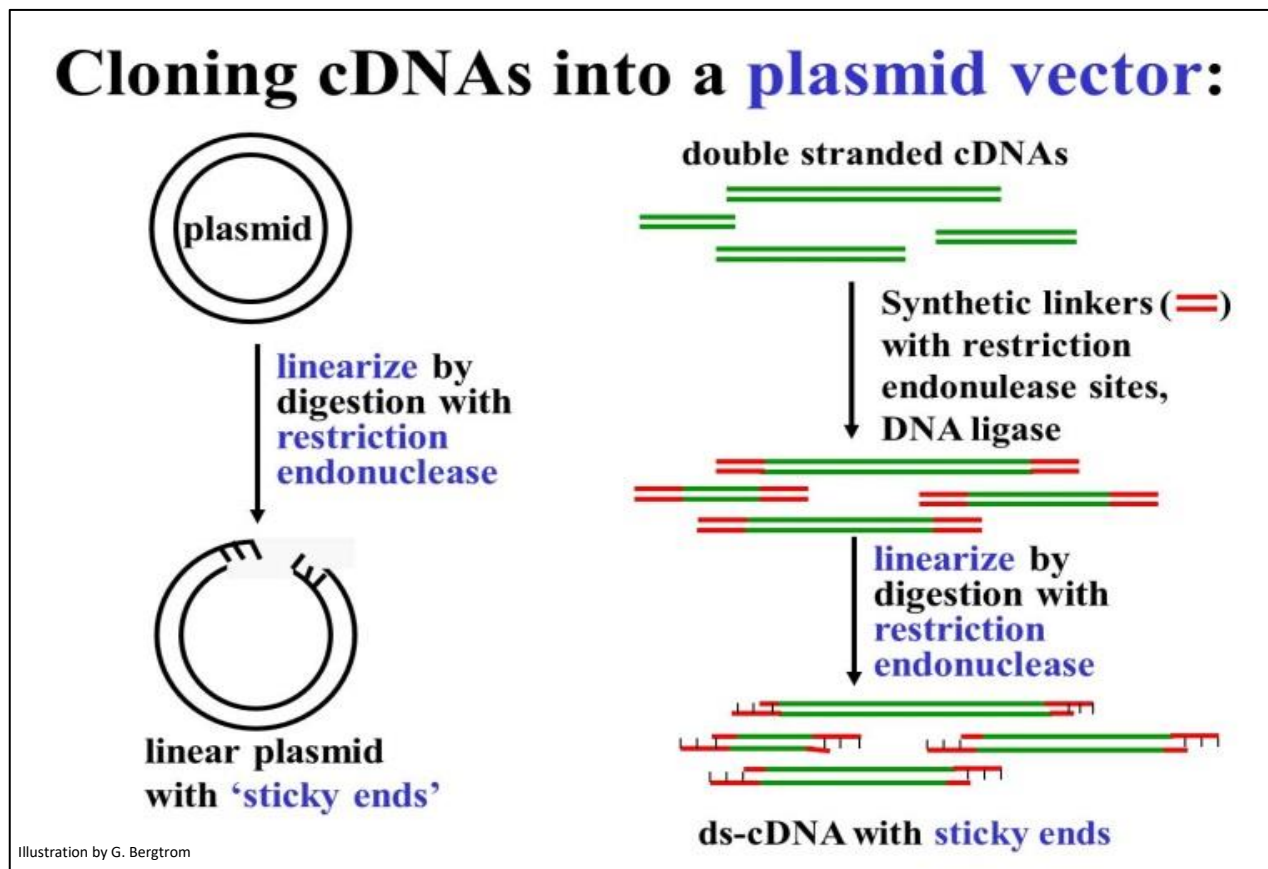 Cloning cDNAs into a plasmid vector:
plasmid
linearize by
digestion with
restriction
endonuclease
linear plasmid
with ‘sticky ends’
double stranded cDNAs
Synthetic linkers ( )
with restriction
endonulease sites,
DNA ligase
linearize by
digestion with
restriction
endonuclease
ds-cDNA with sticky ends
Illustration by G. Bergtrom